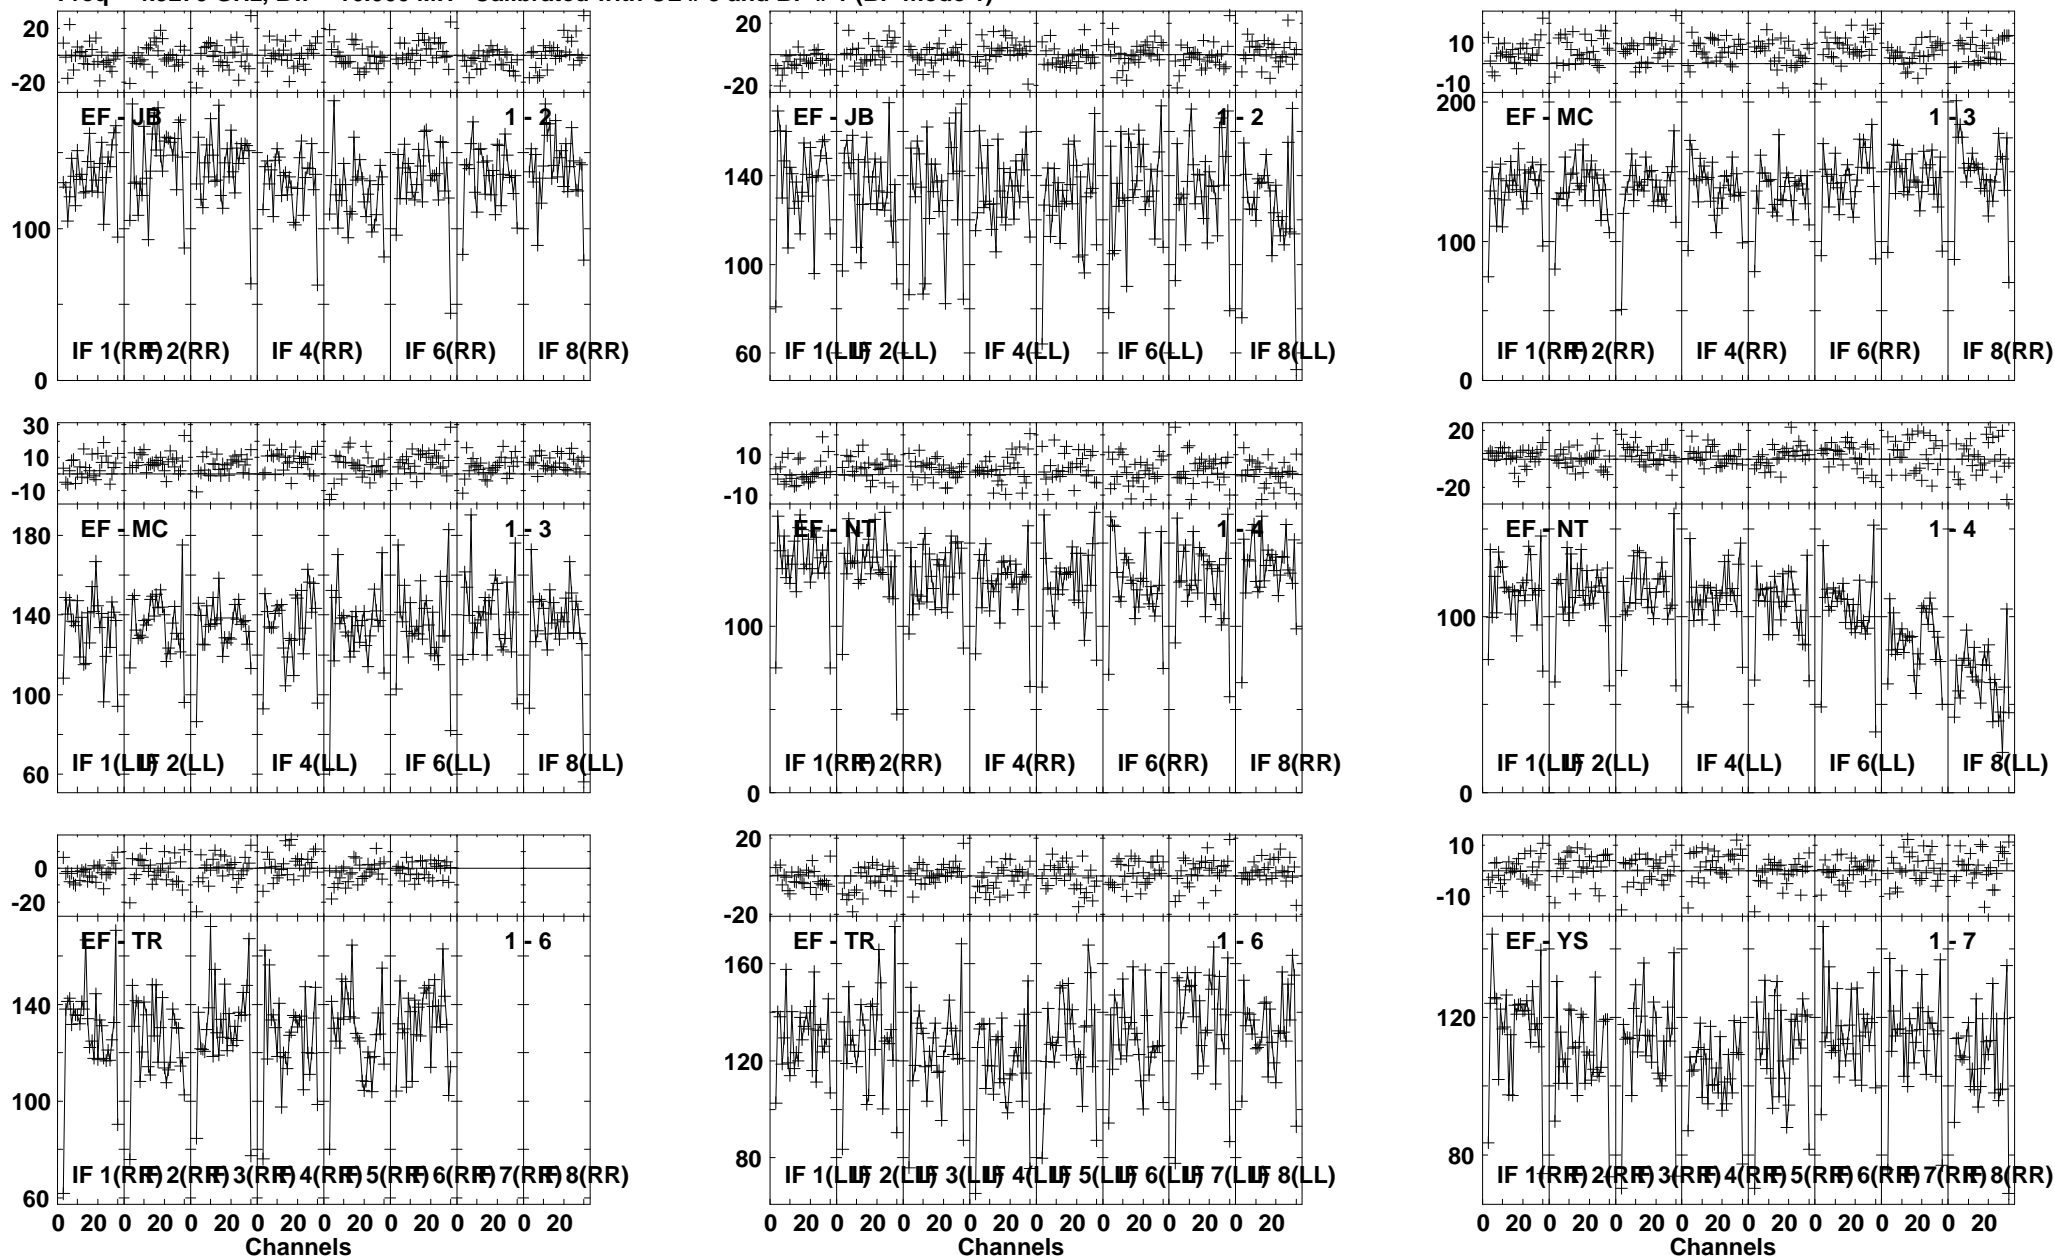 20 20
0 0 10
-20 -20 -10
EF - JB 1 - 2 EF - JB 1 - 2 200 EF - MC 1 - 3
140
100 100 100
60
IF 1(RR) IF 2(RR) IF 4(RR) IF 6(RR) IF 8(RR) IF 1(LL) IF 2(LL) IF 4(LL) IF 6(LL) IF 8(LL) IF 1(RR) IF 2(RR) IF 4(RR) IF 6(RR) IF 8(RR)
0 0
30 20
10 10 0
-10 -10 -20
180 EF - MC 1 - 3 EF - NT 1 - 4 EF - NT 1 - 4
140
100 100 100
60 IF 1(LL) IF 2(LL) IF 4(LL) IF 6(LL) IF 8(LL) IF 1(RR) IF 2(RR) IF 4(RR) IF 6(RR) IF 8(RR) IF 1(LL) IF 2(LL) IF 4(LL) IF 6(LL) IF 8(LL)
0 0
20 10
0 0
-20 -20 -10
EF - TR 1 - 6 EF - TR 1 - 6 EF - YS 1 - 7
140 160 120
100 120
80 80
60 IF 1(RR) IF 2(RR) IF 3(RR) IF 4(RR) IF 5(RR) IF 6(RR) IF 7(RR) IF 8(RR) IF 1(LL) IF 2(LL) IF 3(LL) IF 4(LL) IF 5(LL) IF 6(LL) IF 7(LL) IF 8(LL) IF 1(RR) IF 2(RR) IF 3(RR) IF 4(RR) IF 5(RR) IF 6(RR) IF 7(RR) IF 8(RR)
0 20 0 20 0 20 0 20 0 20 0 20 0 20 0 20 0 20 0 20 0 20 0 20 0 20 0 20 0 20 0 20 0 20 0 20 0 20 0 20 0 20 0 20 0 20 0 20
Channels Channels Channels